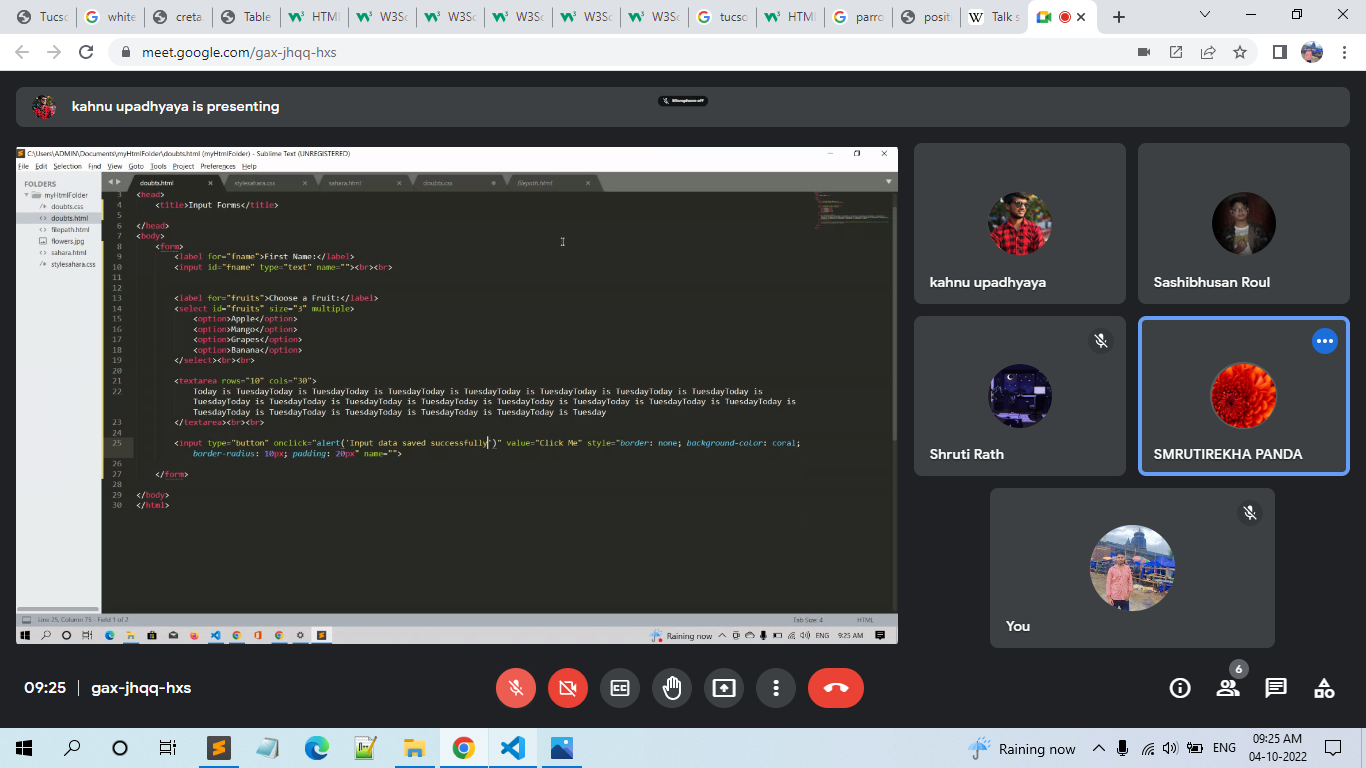 Tucso
white
creta
Table
HTML
W3Sc
W3Sc
W3Sc
W3Sc
W3Sc
tucso
HTML
parro
posit
Talk s
meet.google.com/gax-jhqq-hxs
kahnu upadhyaya is presenting
Microphone off
C:\Users\ADMIN\Documents\myHtmlFolder\doubts.html (myHtmlFolder) - Sublime Text (UNREGISTERED)
File Edit Selection Find View Goto Tools Project Preferences Help
FOLDERS
myHtmlFolder
doubts.css
doubts.html
filepath.html
flowers.jpg
sahara.html
stylesahara.css
doubts.html
stylesahara.css
sahara.html
doubts.css
filepath.html
3 <head>
4 <title>Input Forms</title>
5
6 </head>
7 <body>
8 <form>
9 <label for="fname">First Name:</label>
10 <input id="fname" type="text" name=""><br><br>
11
12
13 <label for="fruits">Choose a Fruit:</label>
14 <select id="fruits" size="3" multiple>
15 <option>Apple</option>
16 <option>Mango</option>
17 <option>Grapes</option>
18 <option>Banana</option>
19 </select><br><br>
20
21 <textarea rows="10" cols="30">
22 Today is TuesdayToday is TuesdayToday is TuesdayToday is TuesdayToday is TuesdayToday is TuesdayToday is TuesdayToday is
TuesdayToday is TuesdayToday is TuesdayToday is TuesdayToday is TuesdayToday is TuesdayToday is TuesdayToday is
TuesdayToday is TuesdayToday is TuesdayToday is TuesdayToday is Tuesday
23 </textarea><br><br>
24
25 <input type="button" onclick="alert('Input data saved successfully')" value="Click Me" style="border: none; background-color: coral;
border-radius: 10px; padding: 20px" name="">
26
27 </form>
28
29 </body>
30 </html>
Line 25, Column 75 - Field 1 of 2
Tab Size: 4
HTML
Raining now
ENG
9:25 AM
kahnu upadhyaya
Sashibhusan Roul
Shruti Rath
SMRUTIREKHA PANDA
You
09:25 | gax-jhqq-hxs
6
Raining now
ENG
09:25 AM
04-10-2022